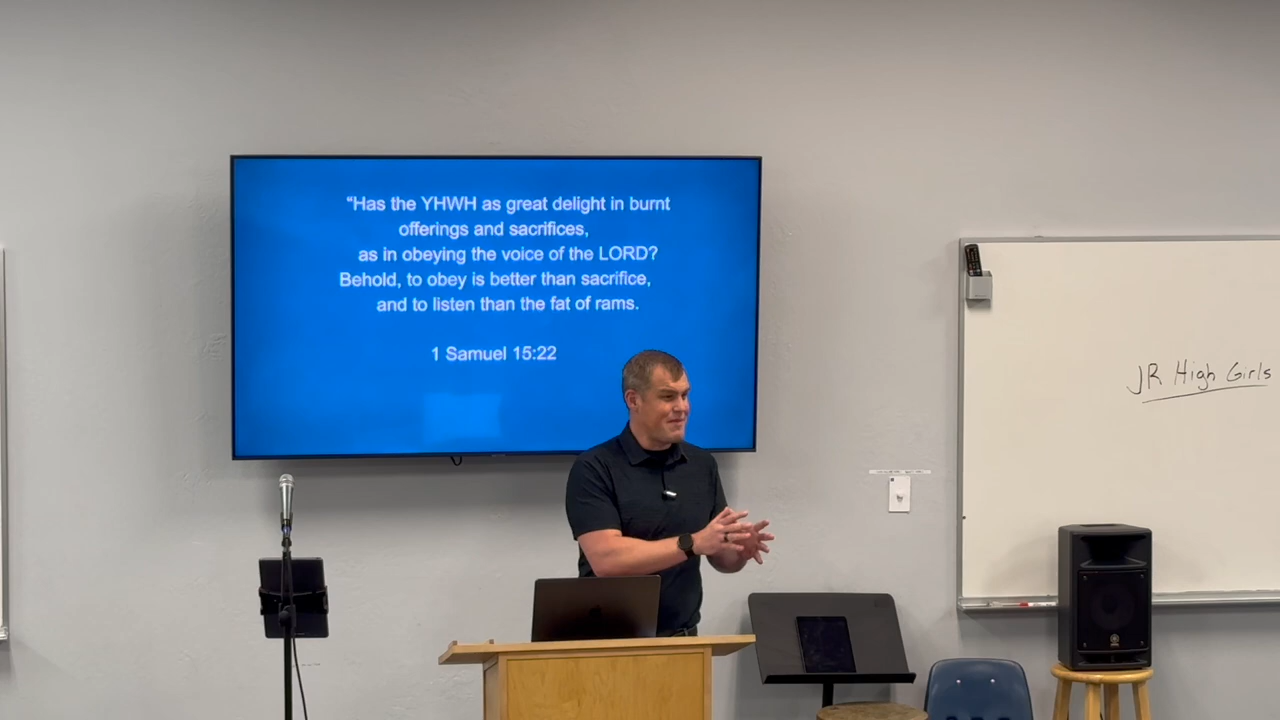 “Has the YHWH as great delight in burnt
offerings and sacrifices,
as in obeying the voice of the LORD?
Behold, to obey is better than sacrifice,
and to listen than the fat of rams.
1 Samuel 15:22
JR High Girls